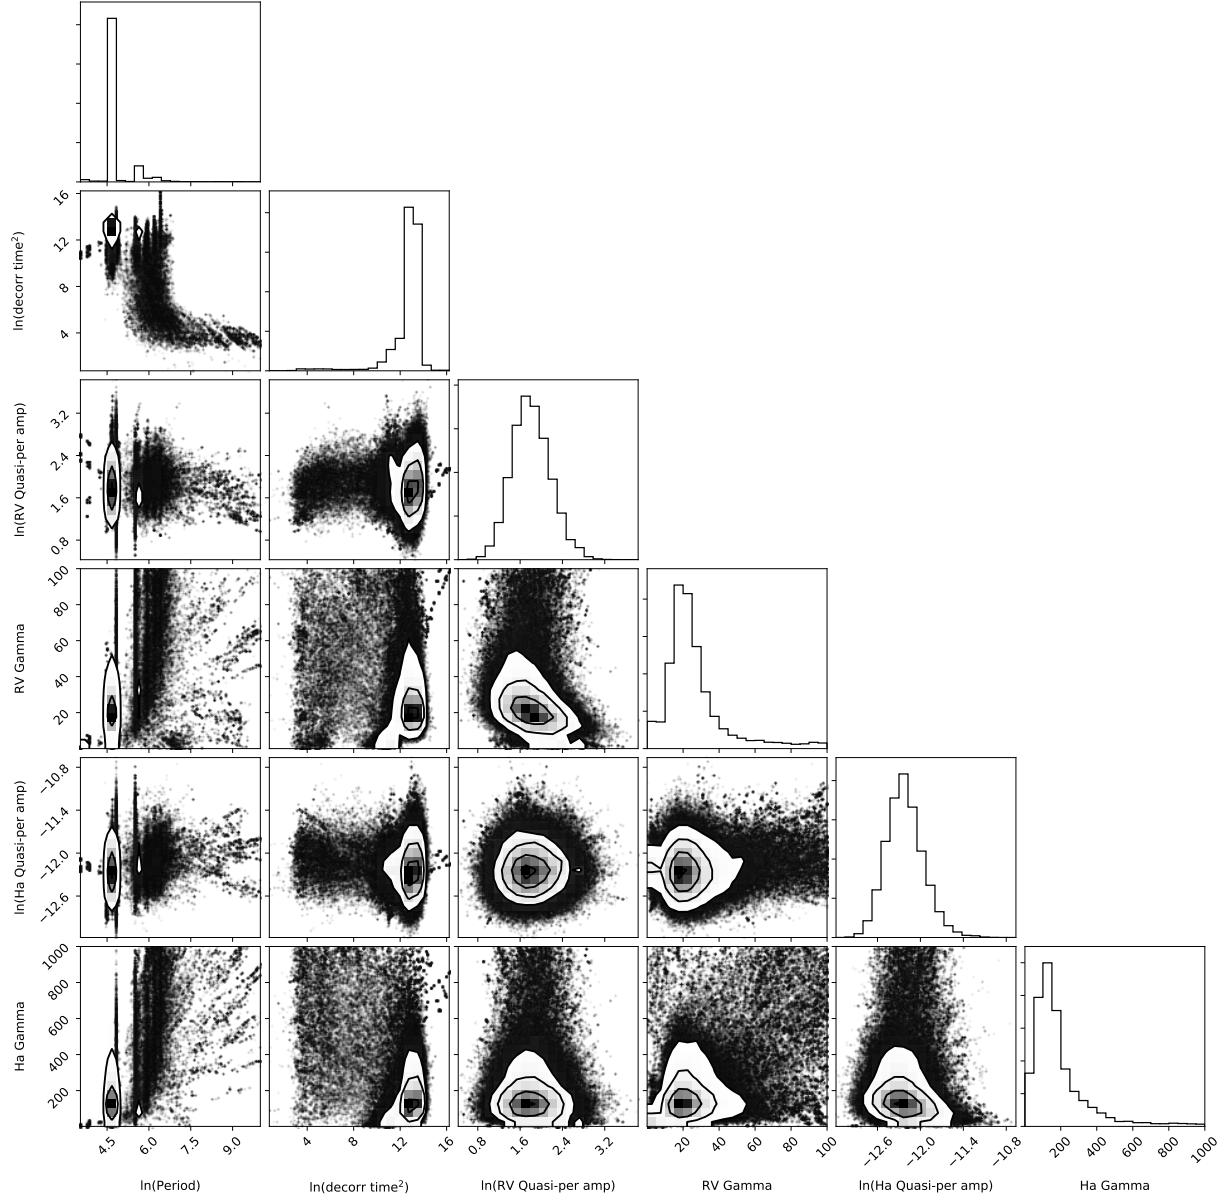 16
12
8
4
ln(decorr time²)
3.2
2.4
1.6
0.8
ln(RV Quasi-per amp)
100
80
60
40
20
RV Gamma
−10.8
−11.4
−12.0
−12.6
ln(Ha Quasi-per amp)
1000
800
600
400
200
Ha Gamma
4.5 6.0 7.5 9.0
4 8 12 16
0.8 1.6 2.4 3.2
20 40 60 80 100
−12.6 −12.0 −11.4 −10.8
200 400 600 800 1000
ln(Period) ln(decorr time²) ln(RV Quasi-per amp) RV Gamma ln(Ha Quasi-per amp) Ha Gamma